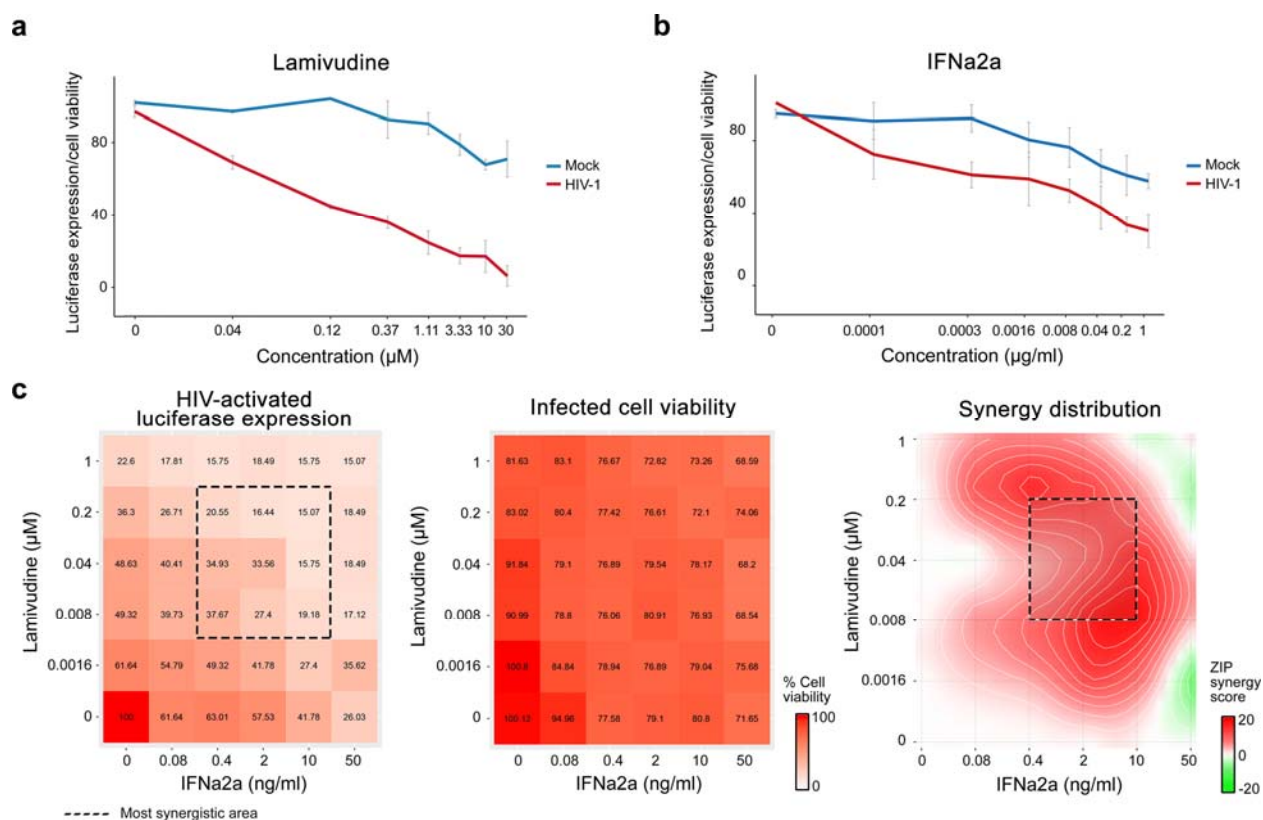 a
Lamivudine
Luciferase expression/cell viability
80
40
0
0 0.04 0.12 0.37 1.11 3.33 10 30
Concentration (µM)
Mock
HIV-1
b
IFNa2a
Luciferase expression/cell viability
80
40
0
0 0.0001 0.0003 0.0016 0.008 0.04 0.2 1
Concentration (µg/ml)
Mock
HIV-1
c
HIV-activated
luciferase expression
Lamivudine (µM)
1 22.6 17.81 15.75 18.49 15.75 15.07
0.2 36.3 26.71 20.55 16.44 15.07 18.49
0.04 48.63 40.41 34.93 33.56 15.75 18.49
0.008 49.32 39.73 37.67 27.4 19.18 17.12
0.0016 61.64 54.79 49.32 41.78 27.4 35.62
0 100 61.64 63.01 57.53 41.78 26.03
0 0.08 0.4 2 10 50
IFNa2a (ng/ml)
Most synergistic area
Infected cell viability
81.63 83.1 76.67 72.82 73.26 68.59
83.02 80.4 77.42 76.61 72.1 74.06
91.84 79.1 76.89 79.54 78.17 68.2
90.99 78.8 76.06 80.91 76.93 68.54
100.8 84.84 78.94 76.89 79.04 75.68
100.13 94.96 77.58 79.1 80.8 71.65
0 0.08 0.4 2 10 50
IFNa2a (ng/ml)
% Cell
viability
100
0
Synergy distribution
Lamivudine (µM)
1
0.2
0.04
0.008
0.0016
0
0 0.08 0.4 2 10 50
IFNa2a (ng/ml)
ZIP
synergy
score
20
0
-20